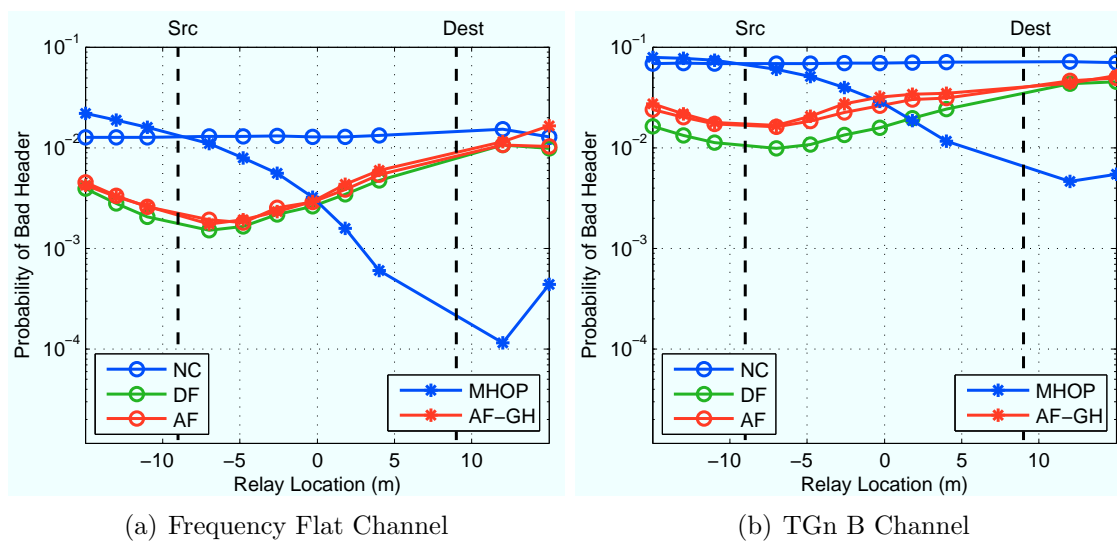 Src Dest
10^-1
10^-2
10^-3
10^-4
Probability of Bad Header
NC
DF
AF
MHOP
AF−GH
−10 −5 0 5 10
Relay Location (m)
(a) Frequency Flat Channel
Src Dest
10^-1
10^-2
10^-3
10^-4
Probability of Bad Header
NC
DF
AF
MHOP
AF−GH
−10 −5 0 5 10
Relay Location (m)
(b) TGn B Channel